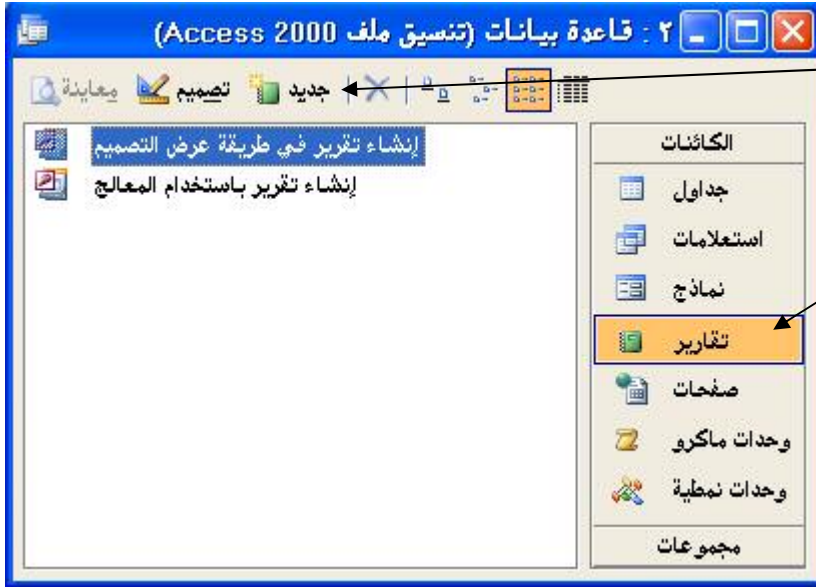 ٢ : قاعدة بيانات (تنسيق ملف Access 2000)
معاينة تصميم جديد
الكائنات
جداول
استعلامات
نماذج
تقارير
صفحات
وحدات ماكرو
وحدات نمطية
مجموعات
إنشاء تقرير في طريقة عرض التصميم
إنشاء تقرير باستخدام المعالج